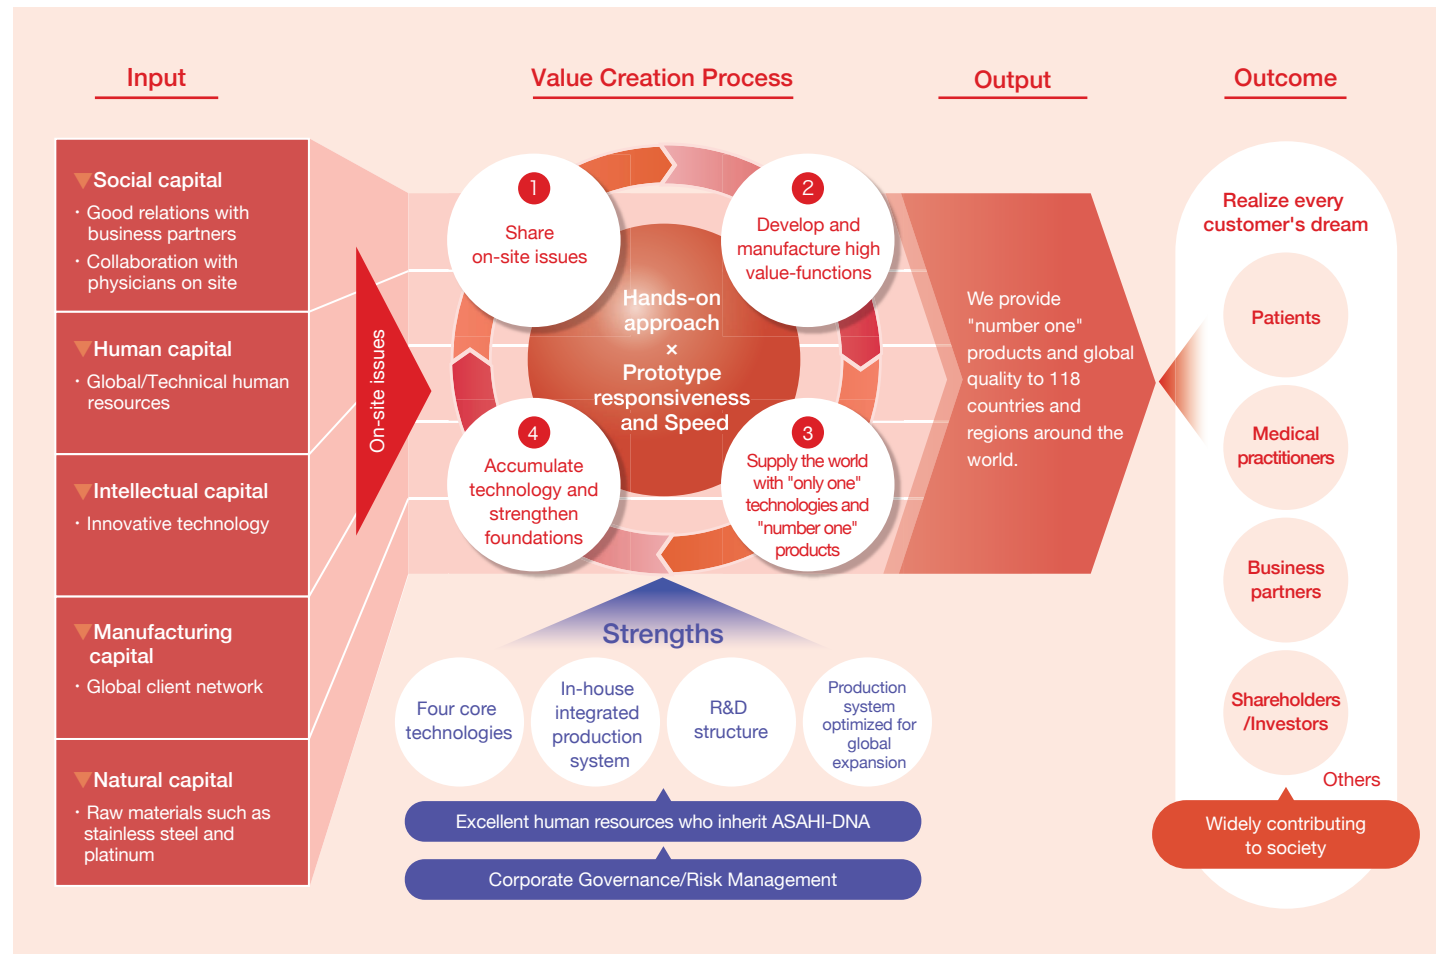 Input
Value Creation Process
Output
Outcome
▼Social capital
・Good relations with
business partners
・Collaboration with
physicians on site
▼Human capital
・Global/Technical human
resources
▼Intellectual capital
・Innovative technology
▼Manufacturing
capital
・Global client network
▼Natural capital
・Raw materials such as
stainless steel and
platinum
On-site issues
1
Share
on-site issues
2
Develop and
manufacture high
value-functions
Hands-on
approach
×
Prototype
responsiveness
and Speed
4
Accumulate
technology and
strengthen
foundations
3
Supply the world
with "only one"
technologies and
"number one"
products
Strengths
Four core
technologies
In-house
integrated
production
system
R&D
structure
Production
system
optimized for
global
expansion
Excellent human resources who inherit ASAHI-DNA
Corporate Governance/Risk Management
We provide
"number one"
products and global
quality to 118
countries and
regions around the
world.
Realize every
customer's dream
Patients
Medical
practitioners
Business
partners
Shareholders
/Investors
Others
Widely contributing
to society